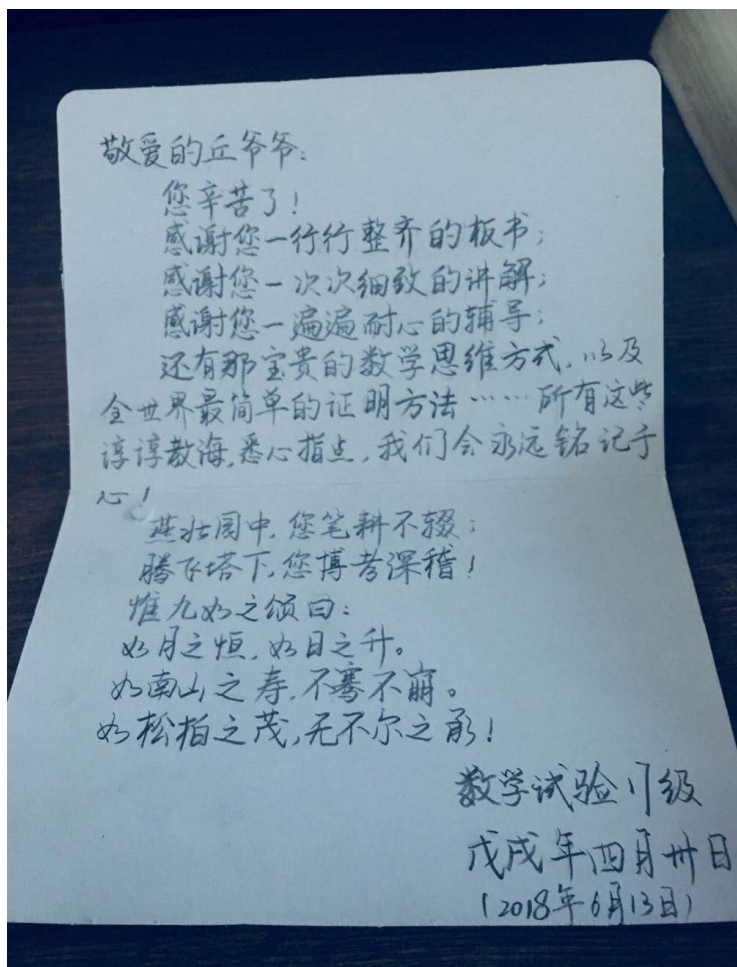 敬爱的丘爷爷:
您辛苦了!
感谢您一行行整齐的板书;
感谢您一次次细致的讲解;
感谢您一遍遍耐心的辅导;
还有那宝贵的数学思维方式,以及
全世界最简单的证明方法……所有这些
谆谆教诲,悉心指点,我们会永远铭记于
心!
燕北园中,您笔耕不辍;
腾飞塔下,您博考深稽!
惟九如之颂曰:
如月之恒,如日之升。
如南山之寿,不骞不崩。
如松柏之茂,无不尔之承!
数学试验17级
戊戌年四月卅日
(2018年6月13日)